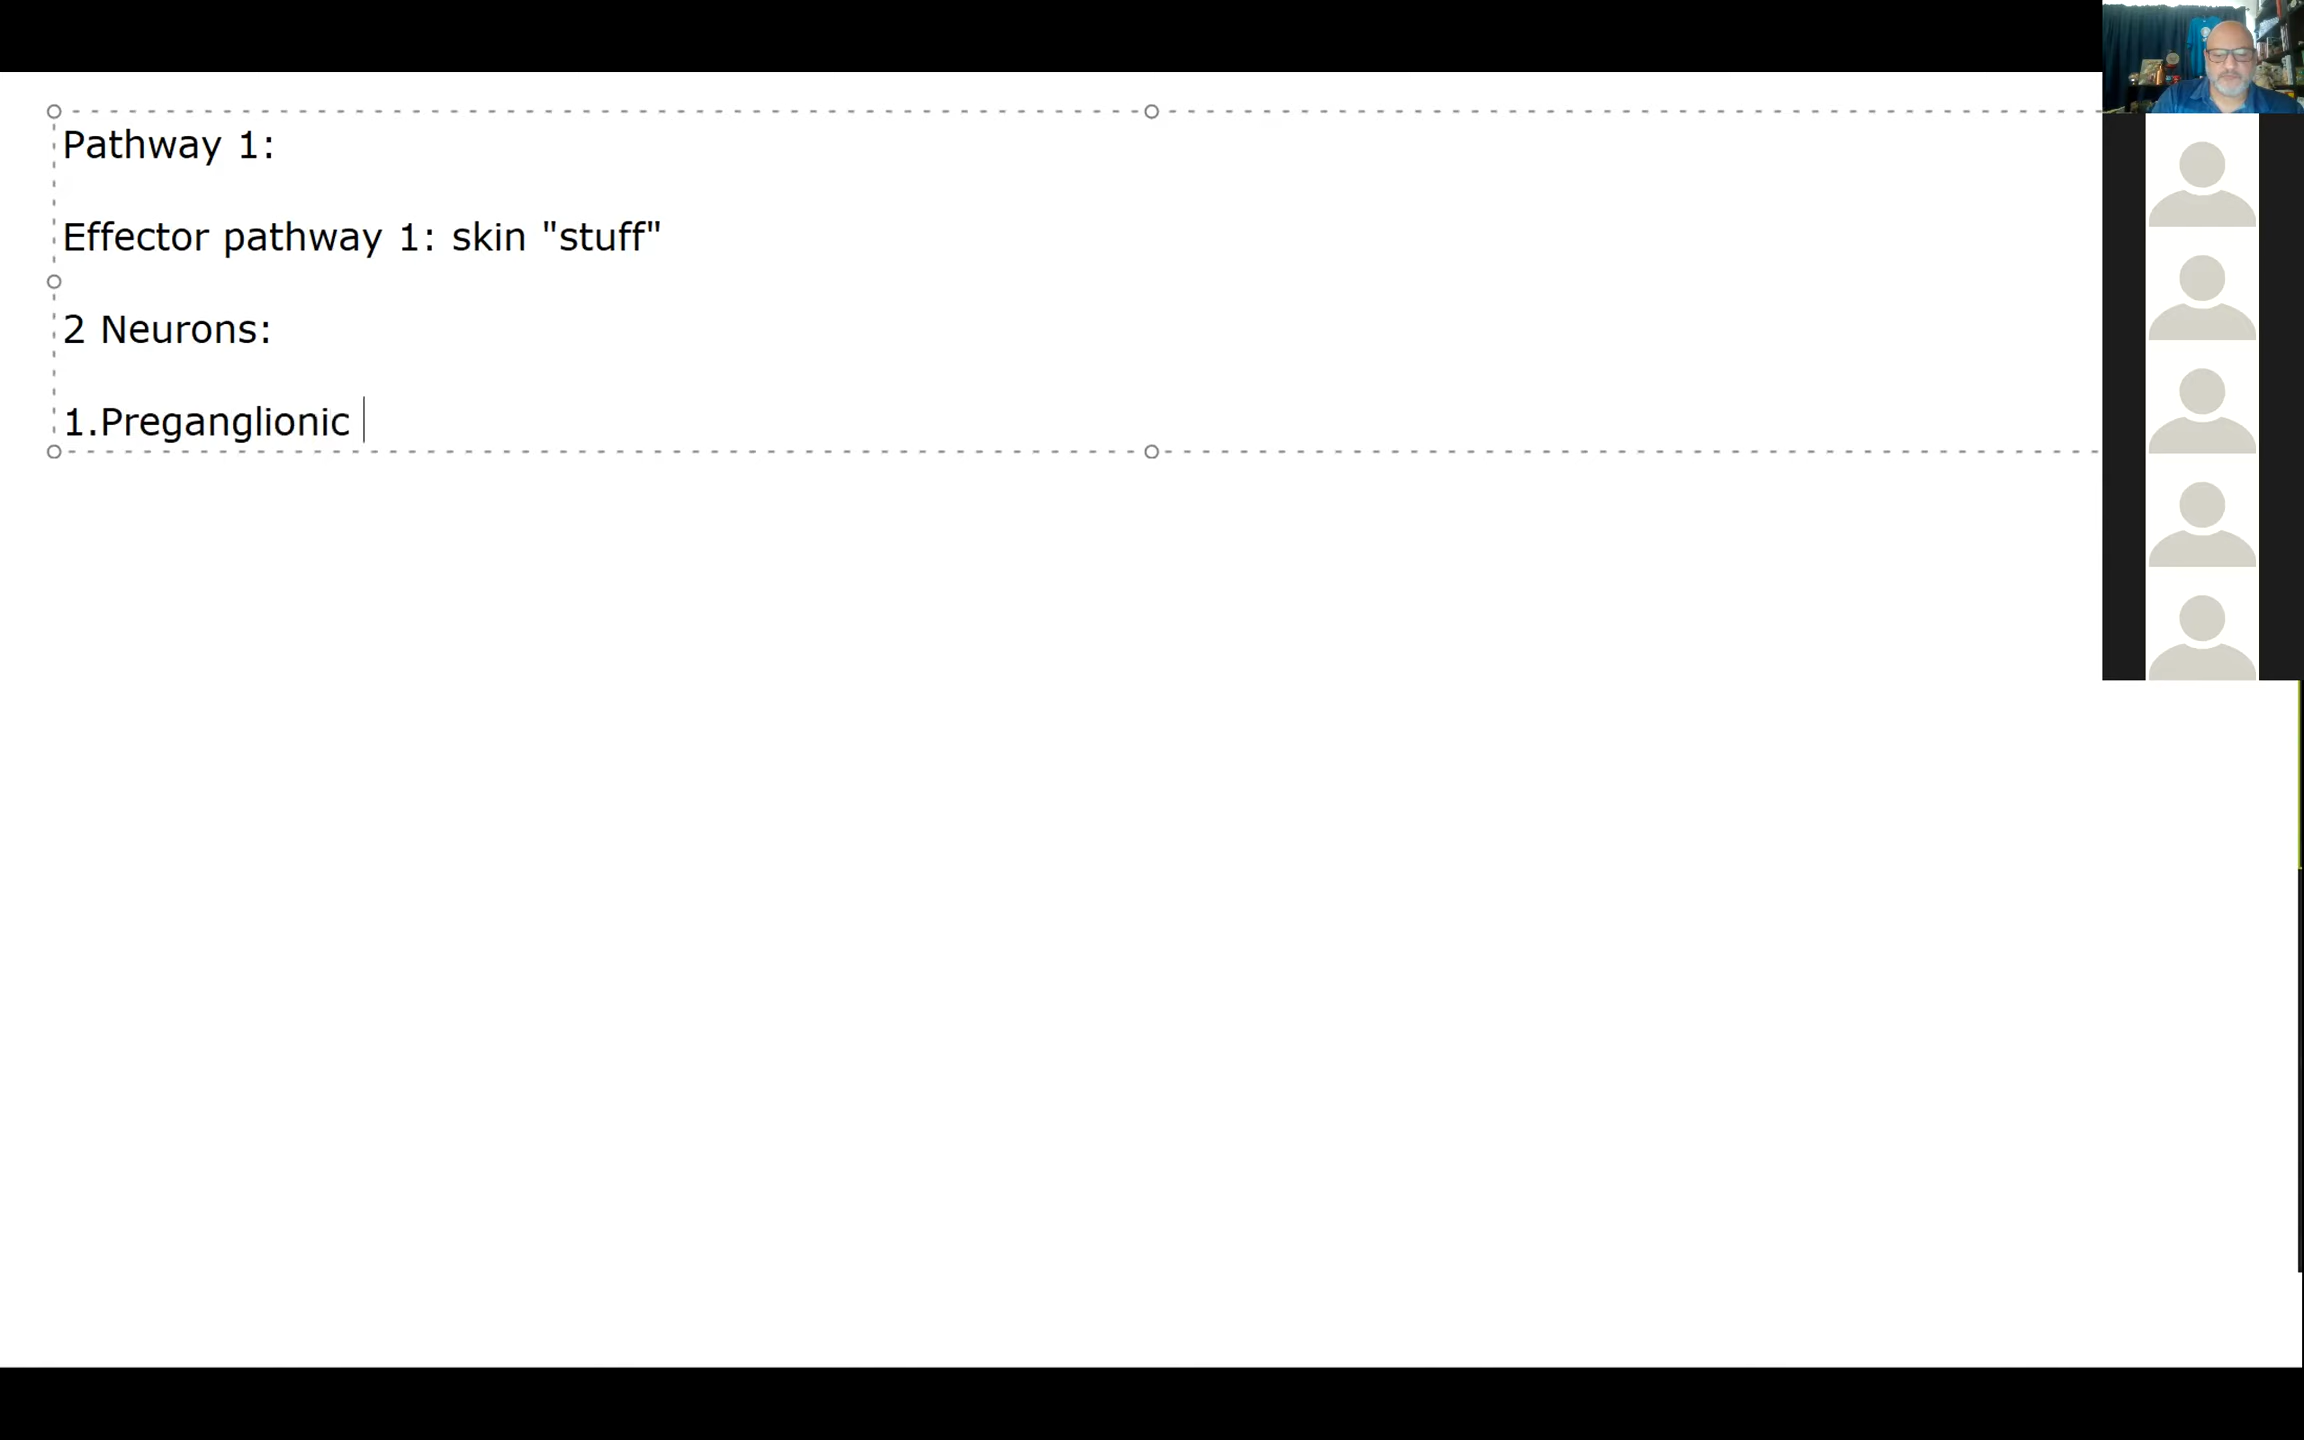 Pathway 1:
Effector pathway 1: skin "stuff"
2 Neurons:
1.Preganglionic